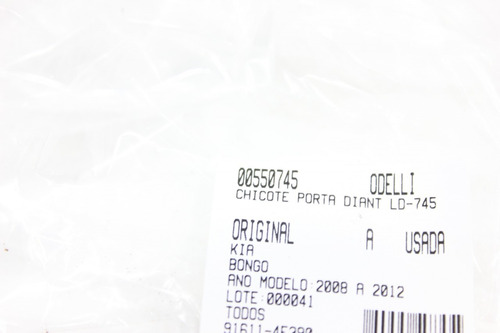 00550745 ODELLI
CHICOTE PORTA DIANT LD-745
ORIGINAL A USADA
KIA
BONGO
ANO MODELO:2008 A 2012
LOTE:000041
TODOS